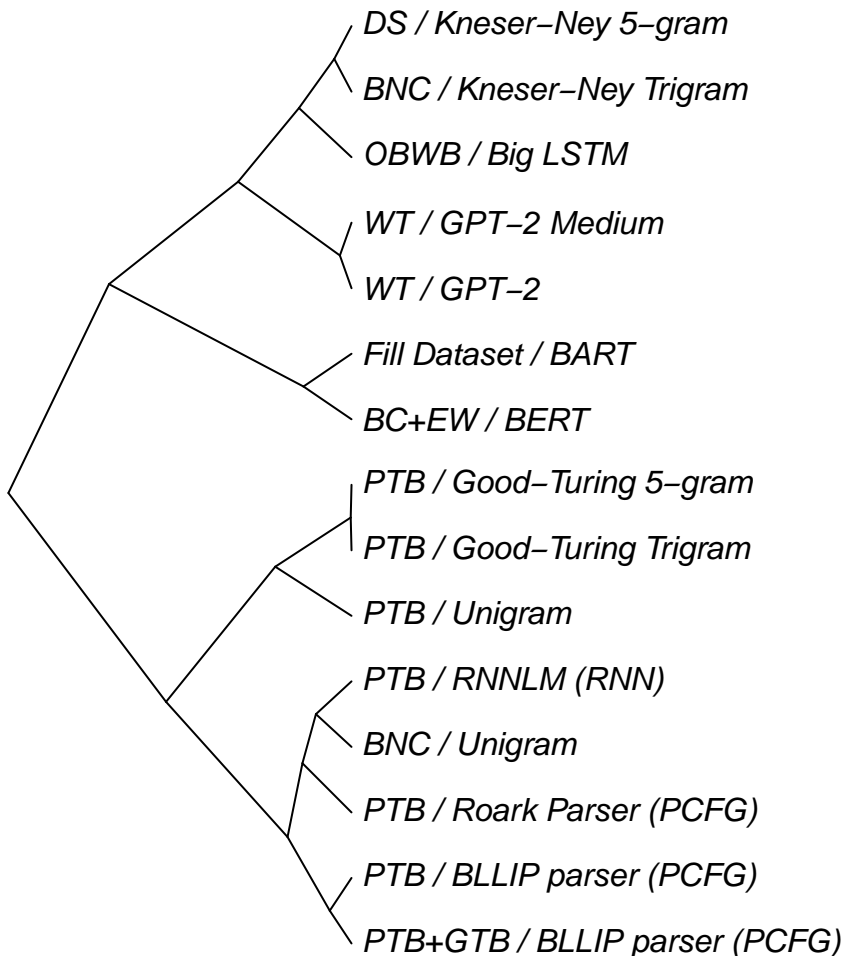 DS / Kneser−Ney 5−gram
BNC / Kneser−Ney Trigram
OBWB / Big LSTM
WT / GPT−2 Medium
WT / GPT−2
Fill Dataset / BART
BC+EW / BERT
PTB / Good−Turing 5−gram
PTB / Good−Turing Trigram
PTB / Unigram
PTB / RNNLM (RNN)
BNC / Unigram
PTB / Roark Parser (PCFG)
PTB / BLLIP parser (PCFG)
PTB+GTB / BLLIP parser (PCFG)